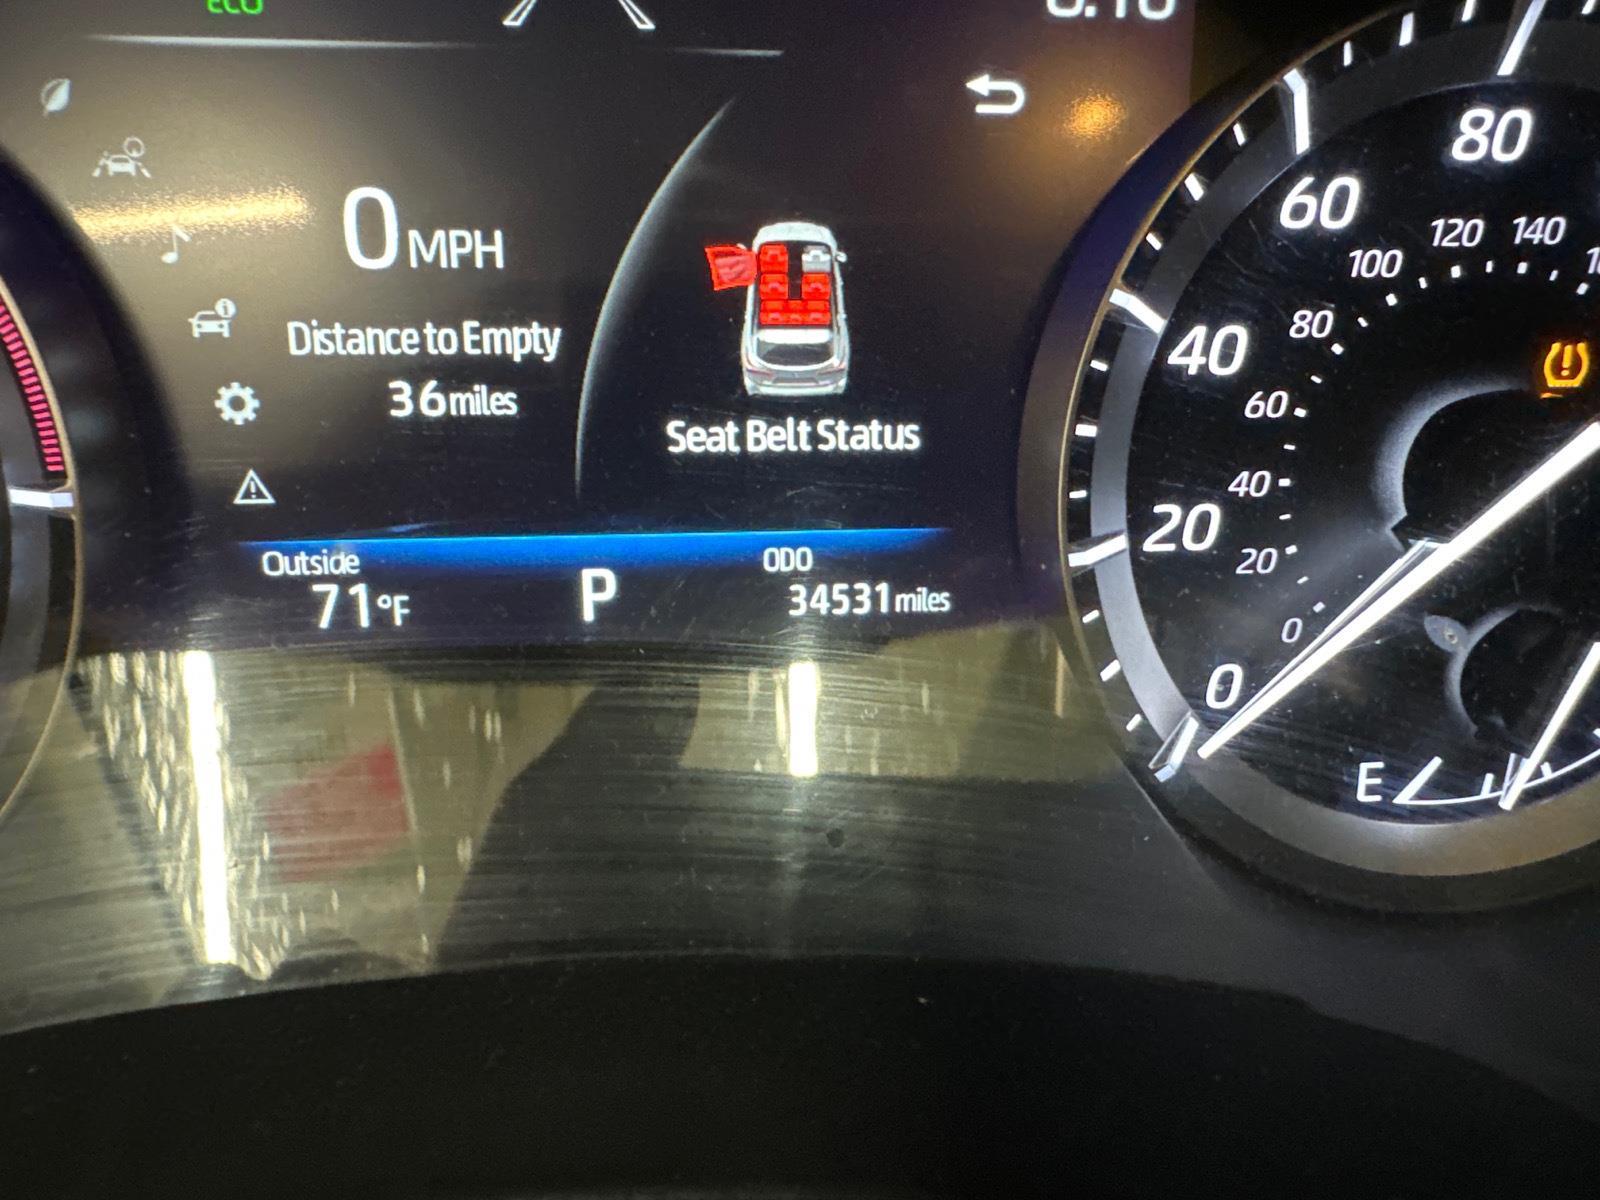 ECO
0 MPH
Distance to Empty
36 miles
Seat Belt Status
Outside
71°F
P
ODO
34531 miles
80
60
40
20
0
140
120
100
80
60
40
20
0
E